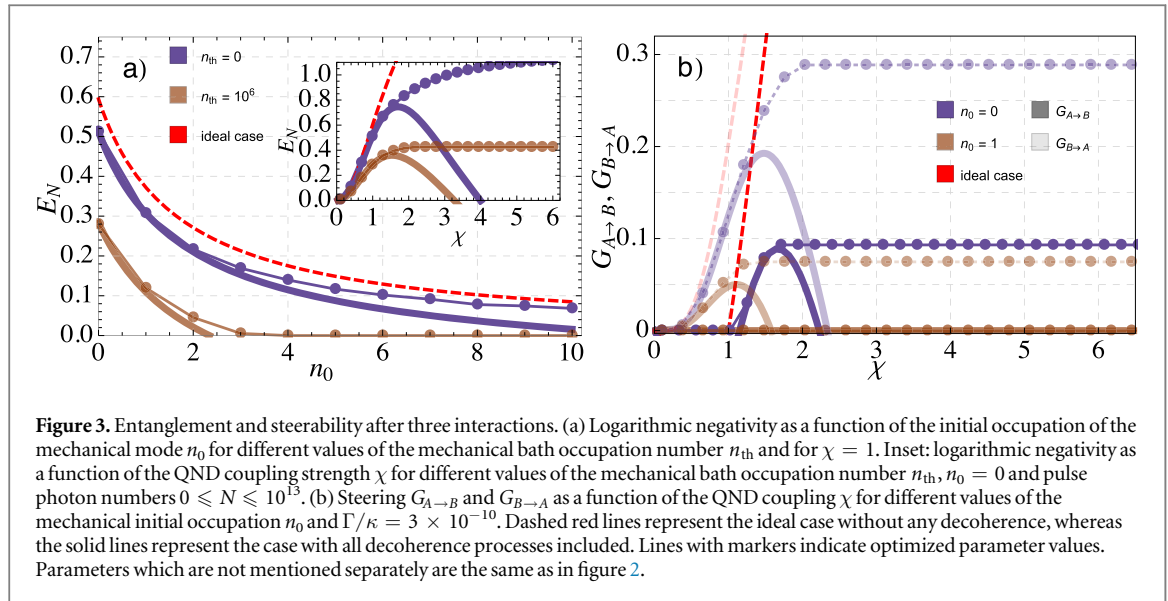 a)
0.7
0.6
0.5
0.4
0.3
0.2
0.1
0.0
E_N
0 2 4 6 8 10
n_0
n_th = 0
n_th = 10^6
ideal case
1.0
0.8
0.6
0.4
0.2
0.0
E_N
0 1 2 3 4 5 6
χ
b)
0.3
0.2
0.1
0
G_{A→B}, G_{B→A}
0 1 2 3 4 5 6
χ
n_0 = 0 G_{A→B}
n_0 = 1 G_{B→A}
ideal case
Figure 3. Entanglement and steerability after three interactions. (a) Logarithmic negativity as a function of the initial occupation of the
mechanical mode n_0 for different values of the mechanical bath occupation number n_th and for χ = 1. Inset: logarithmic negativity as
a function of the QND coupling strength χ for different values of the mechanical bath occupation number n_th, n_0 = 0 and pulse
photon numbers 0 ⩽ N ⩽ 10^13. (b) Steering G_{A→B} and G_{B→A} as a function of the QND coupling χ for different values of the
mechanical initial occupation n_0 and Γ/κ = 3 × 10^−10. Dashed red lines represent the ideal case without any decoherence, whereas
the solid lines represent the case with all decoherence processes included. Lines with markers indicate optimized parameter values.
Parameters which are not mentioned separately are the same as in figure 2.